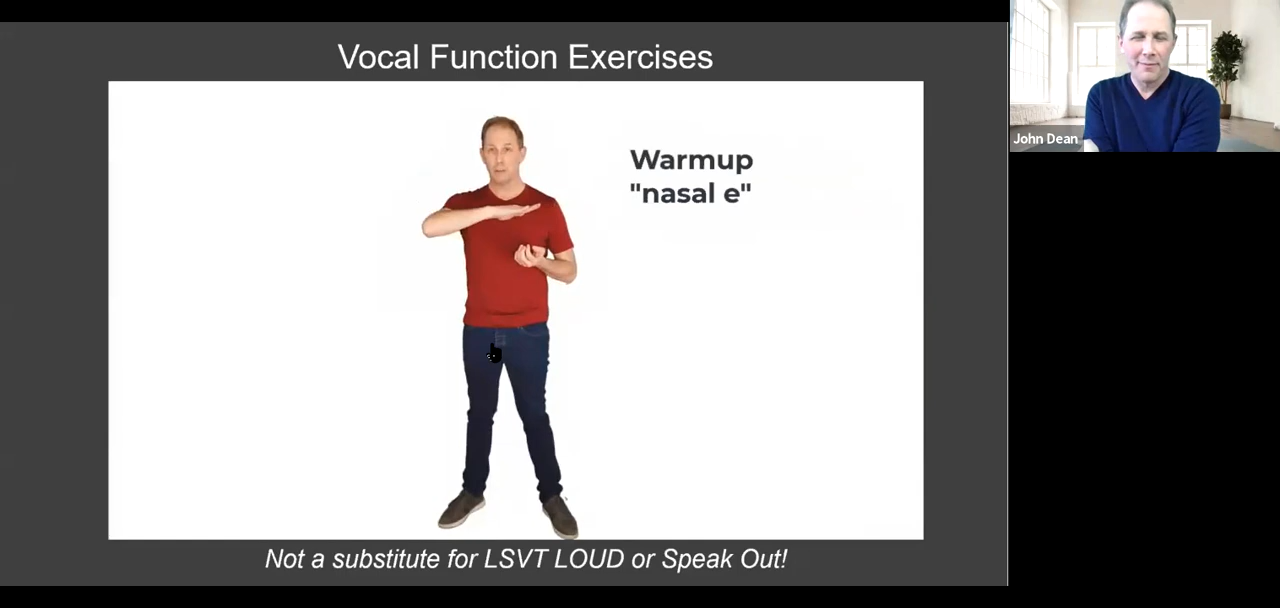 Vocal Function Exercises
Warmup
"nasal e"
Not a substitute for LSVT LOUD or Speak Out!
John Dean